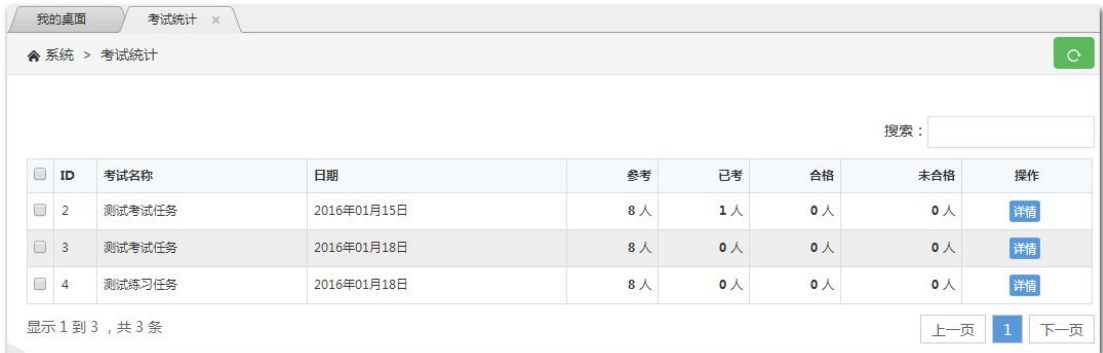 我的桌面 考试统计 ×
系统 > 考试统计
搜索：
ID 考试名称 日期 参考 已考 合格 未合格 操作
2 测试考试任务 2016年01月15日 8 人 1 人 0 人 0 人 详情
3 测试考试任务 2016年01月18日 8 人 0 人 0 人 0 人 详情
4 测试练习任务 2016年01月18日 8 人 0 人 0 人 0 人 详情
显示 1 到 3 ，共 3 条 上一页 1 下一页